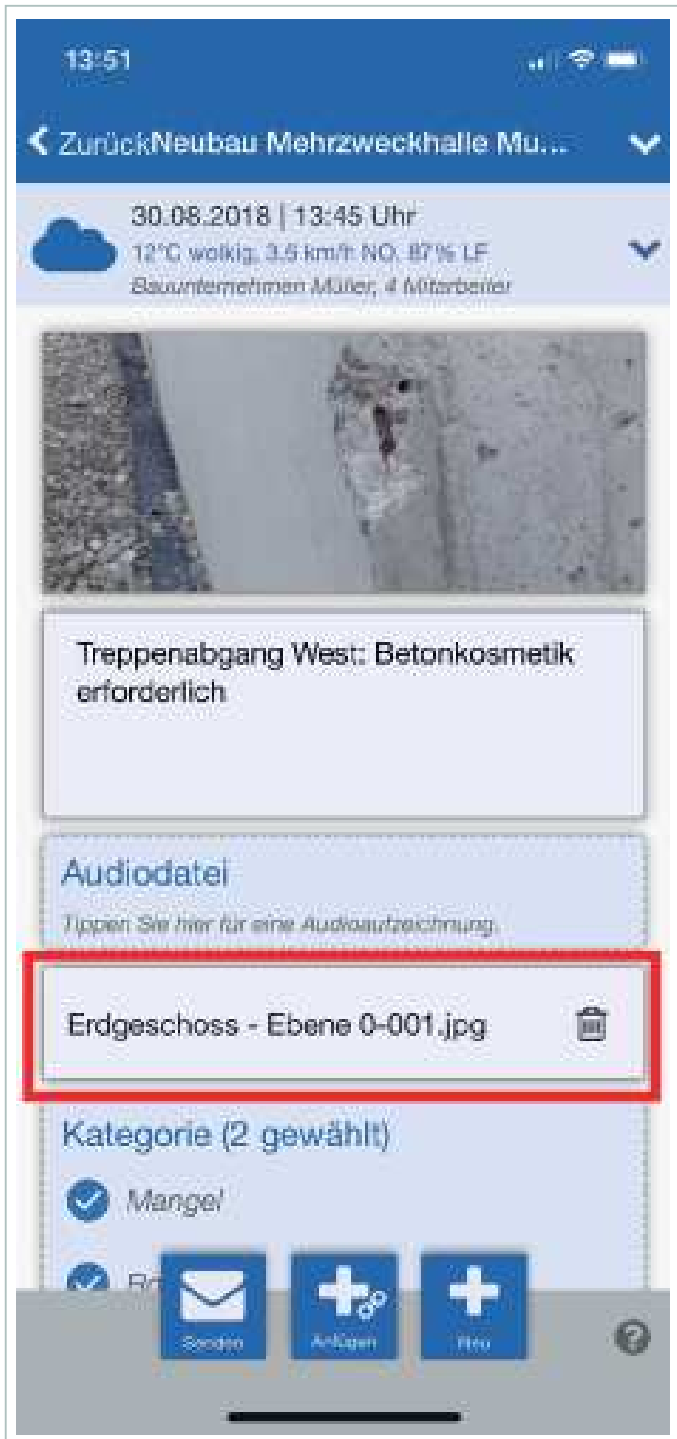 13:51
Zurück Neubau Mehrzweckhalle Mu...
30.08.2018 | 13:45 Uhr
12°C wolkig, 3.6 km/h NO, 87% LF
Bauunternehmen Müller, 4 Mitarbeiter
Treppenabgang West: Betonkosmetik
erforderlich
Audiodatei
Tippen Sie hier für eine Audioaufzeichnung.
Erdgeschoss - Ebene 0-001.jpg
Kategorie (2 gewählt)
Mangel
Senden Anfügen Neu